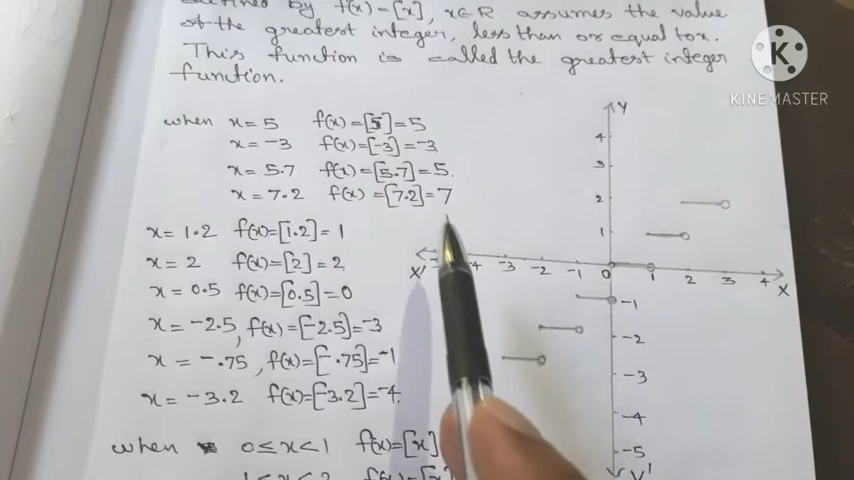 defined by f(x) = [x], x∈R assumes the value
of the greatest integer, less than or equal to x.
This function is called the greatest integer
function.
K
KINEMASTER
when x = 5 f(x) = [5] = 5
x = -3 f(x) = [-3] = -3
x = 5.7 f(x) = [5.7] = 5.
x = 7.2 f(x) = [7.2] = 7
x = 1.2 f(x) = [1.2] = 1
x = 2 f(x) = [2] = 2
x = 0.5 f(x) = [0.5] = 0
x = -2.5, f(x) = [-2.5] = -3
x = -.75, f(x) = [-.75] = -1
x = -3.2 f(x) = [-3.2] = -4.
when 0 ≤ x < 1 f(x) = [x]
1 ≤ x < 2
Y
4
3
2
1
X' -4 -3 -2 -1 0 1 2 3 4 X
-1
-2
-3
-4
-5
Y'